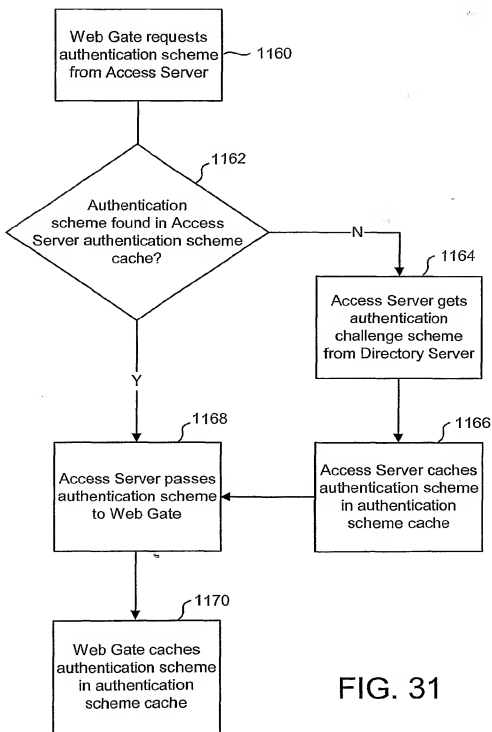 Web Gate requests
authentication scheme
from Access Server
1160
1162
Authentication
scheme found in Access
Server authentication scheme
cache?
N
1164
Access Server gets
authentication
challenge scheme
from Directory Server
Y
1168
1166
Access Server passes
authentication scheme
to Web Gate
Access Server caches
authentication scheme
in authentication
scheme cache
1170
Web Gate caches
authentication scheme
in authentication
scheme cache
FIG. 31